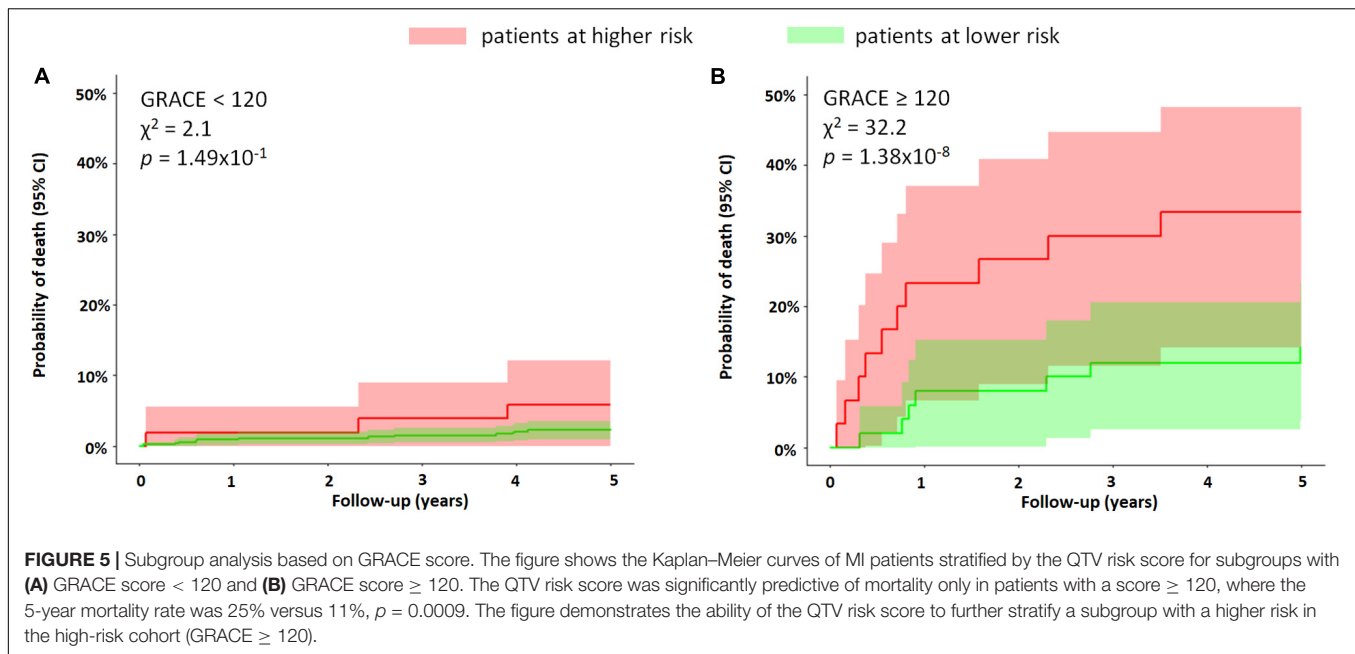 patients at higher risk
patients at lower risk
A
GRACE < 120
χ² = 2.1
p = 1.49x10⁻¹
Probability of death (95% CI)
50%
40%
30%
20%
10%
0%
0 1 2 3 4 5
Follow-up (years)
B
GRACE ≥ 120
χ² = 32.2
p = 1.38x10⁻⁸
Probability of death (95% CI)
50%
40%
30%
20%
10%
0%
0 1 2 3 4 5
Follow-up (years)
FIGURE 5 | Subgroup analysis based on GRACE score. The figure shows the Kaplan–Meier curves of MI patients stratified by the QTV risk score for subgroups with
(A) GRACE score < 120 and (B) GRACE score ≥ 120. The QTV risk score was significantly predictive of mortality only in patients with a score ≥ 120, where the
5-year mortality rate was 25% versus 11%, p = 0.0009. The figure demonstrates the ability of the QTV risk score to further stratify a subgroup with a higher risk in
the high-risk cohort (GRACE ≥ 120).